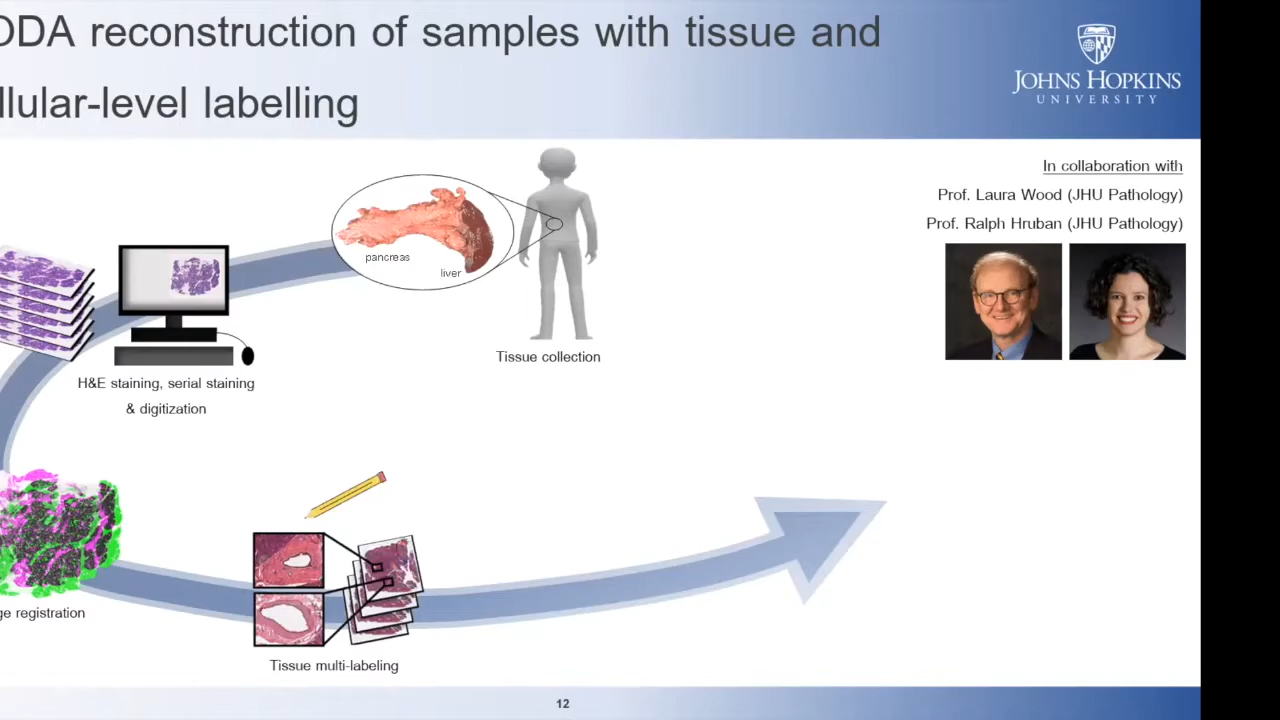 ODA reconstruction of samples with tissue and
llular-level labelling
JOHNS HOPKINS
UNIVERSITY
In collaboration with
Prof. Laura Wood (JHU Pathology)
Prof. Ralph Hruban (JHU Pathology)
pancreas
liver
Tissue collection
H&E staining, serial staining
& digitization
ge registration
Tissue multi-labeling
12